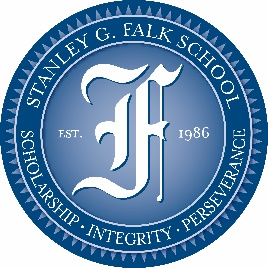 STANLEY G. FALK SCHOOL
EST. F 1986
SCHOLARSHIP · INTEGRITY · PERSEVERANCE